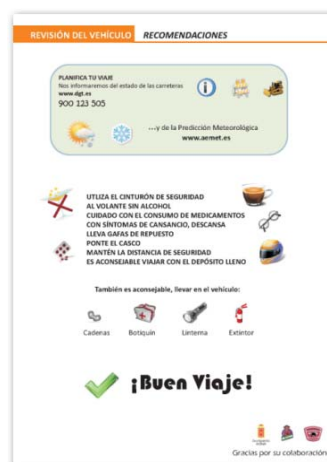 REVISIÓN DEL VEHÍCULO RECOMENDACIONES
PLANIFICA TU VIAJE
Nos informaremos del estado de las carreteras
www.dgt.es
900 123 505
...y de la Predicción Meteorológica
www.aemet.es
UTLIZA EL CINTURÓN DE SEGURIDAD
AL VOLANTE SIN ALCOHOL
CUIDADO CON EL CONSUMO DE MEDICAMENTOS
CON SÍNTOMAS DE CANSANCIO, DESCANSA
LLEVA GAFAS DE REPUESTO
PONTE EL CASCO
MANTÉN LA DISTANCIA DE SEGURIDAD
ES ACONSEJABLE VIAJAR CON EL DEPÓSITO LLENO
También es aconsejable, llevar en el vehículo:
Cadenas Botiquín Linterna Extintor
¡Buen Viaje!
Gracias por su colaboración